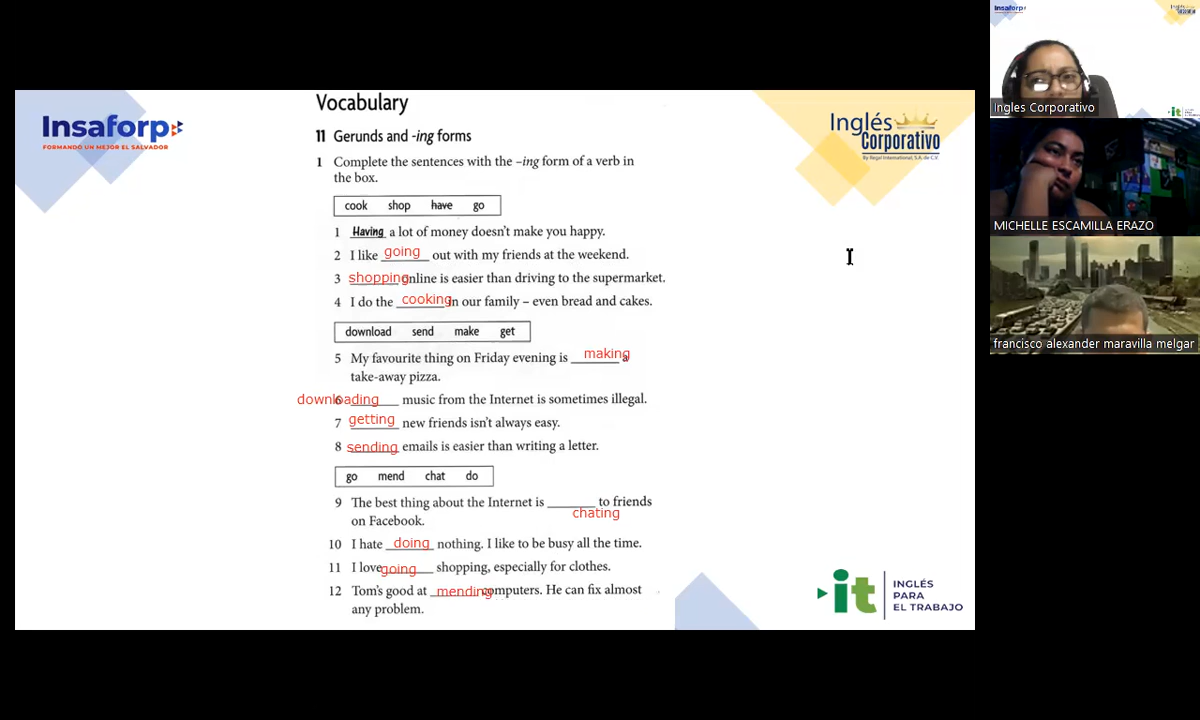 Insaforp
FORMANDO UN MEJOR EL SALVADOR
Inglés
Corporativo
By Regal International, S.A. de C.V.
Vocabulary
11 Gerunds and -ing forms
1 Complete the sentences with the –ing form of a verb in
the box.
cook shop have go
1 Having a lot of money doesn't make you happy.
2 I like going out with my friends at the weekend.
3 shopping online is easier than driving to the supermarket.
4 I do the cooking in our family – even bread and cakes.
download send make get
5 My favourite thing on Friday evening is making a
take-away pizza.
6 downloading music from the Internet is sometimes illegal.
7 getting new friends isn't always easy.
8 sending emails is easier than writing a letter.
go mend chat do
9 The best thing about the Internet is chating to friends
on Facebook.
10 I hate doing nothing. I like to be busy all the time.
11 I love going shopping, especially for clothes.
12 Tom's good at mending computers. He can fix almost
any problem.
it INGLÉS
PARA
EL TRABAJO
Insaforp
Ingles Corporativo
it
MICHELLE ESCAMILLA ERAZO
francisco alexander maravilla melgar